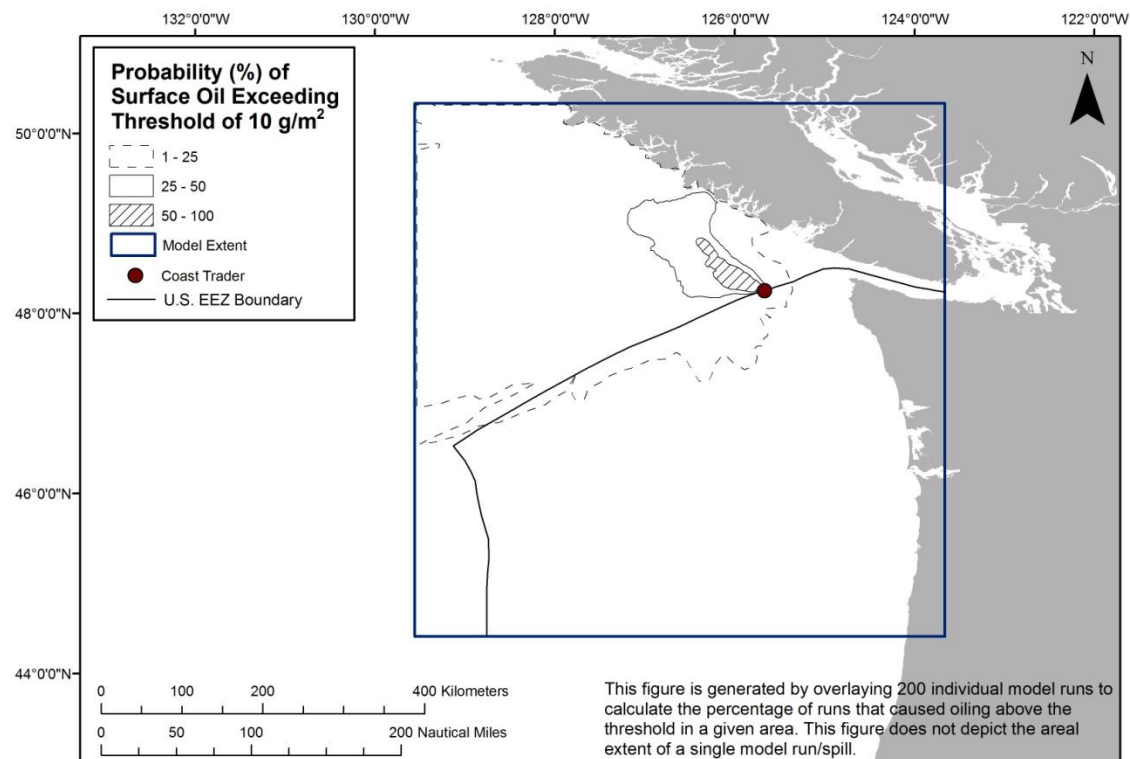 132°0'0"W 130°0'0"W 128°0'0"W 126°0'0"W 124°0'0"W 122°0'0"W
N
Probability (%) of
Surface Oil Exceeding
Threshold of 10 g/m²
1 - 25
25 - 50
50 - 100
Model Extent
Coast Trader
U.S. EEZ Boundary
50°0'0"N
48°0'0"N
46°0'0"N
44°0'0"N
0 100 200 400 Kilometers
0 50 100 200 Nautical Miles
This figure is generated by overlaying 200 individual model runs to
calculate the percentage of runs that caused oiling above the
threshold in a given area. This figure does not depict the areal
extent of a single model run/spill.